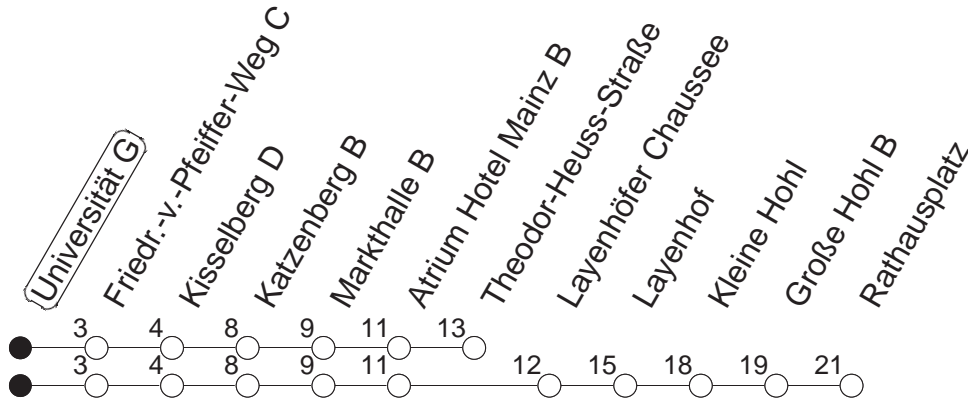 Universität G
Friedr.-v.-Pfeiffer-Weg C
Kisselberg D
Katzenberg B
Markthalle B
Atrium Hotel Mainz B
Theodor-Heuss-Straße
Layenhöfer Chaussee
Layenhof
Kleine Hohl
Große Hohl B
Rathausplatz
3 4 8 9 11 13
3 4 8 9 11 12 15 18 19 21